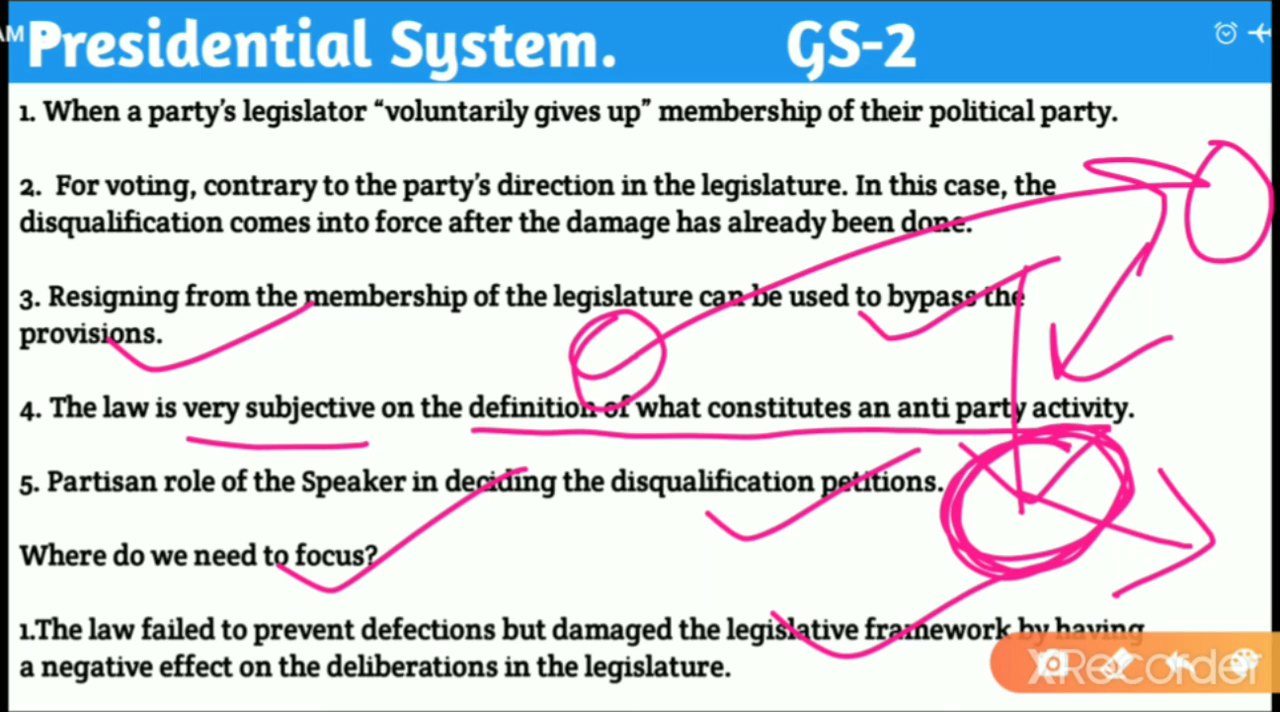 AM
Presidential System. GS-2
1. When a party's legislator “voluntarily gives up” membership of their political party.
2. For voting, contrary to the party's direction in the legislature. In this case, the
disqualification comes into force after the damage has already been done.
3. Resigning from the membership of the legislature can be used to bypass the
provisions.
4. The law is very subjective on the definition of what constitutes an anti party activity.
5. Partisan role of the Speaker in deciding the disqualification petitions.
Where do we need to focus?
1.The law failed to prevent defections but damaged the legislative framework by having
a negative effect on the deliberations in the legislature.
XRecorder